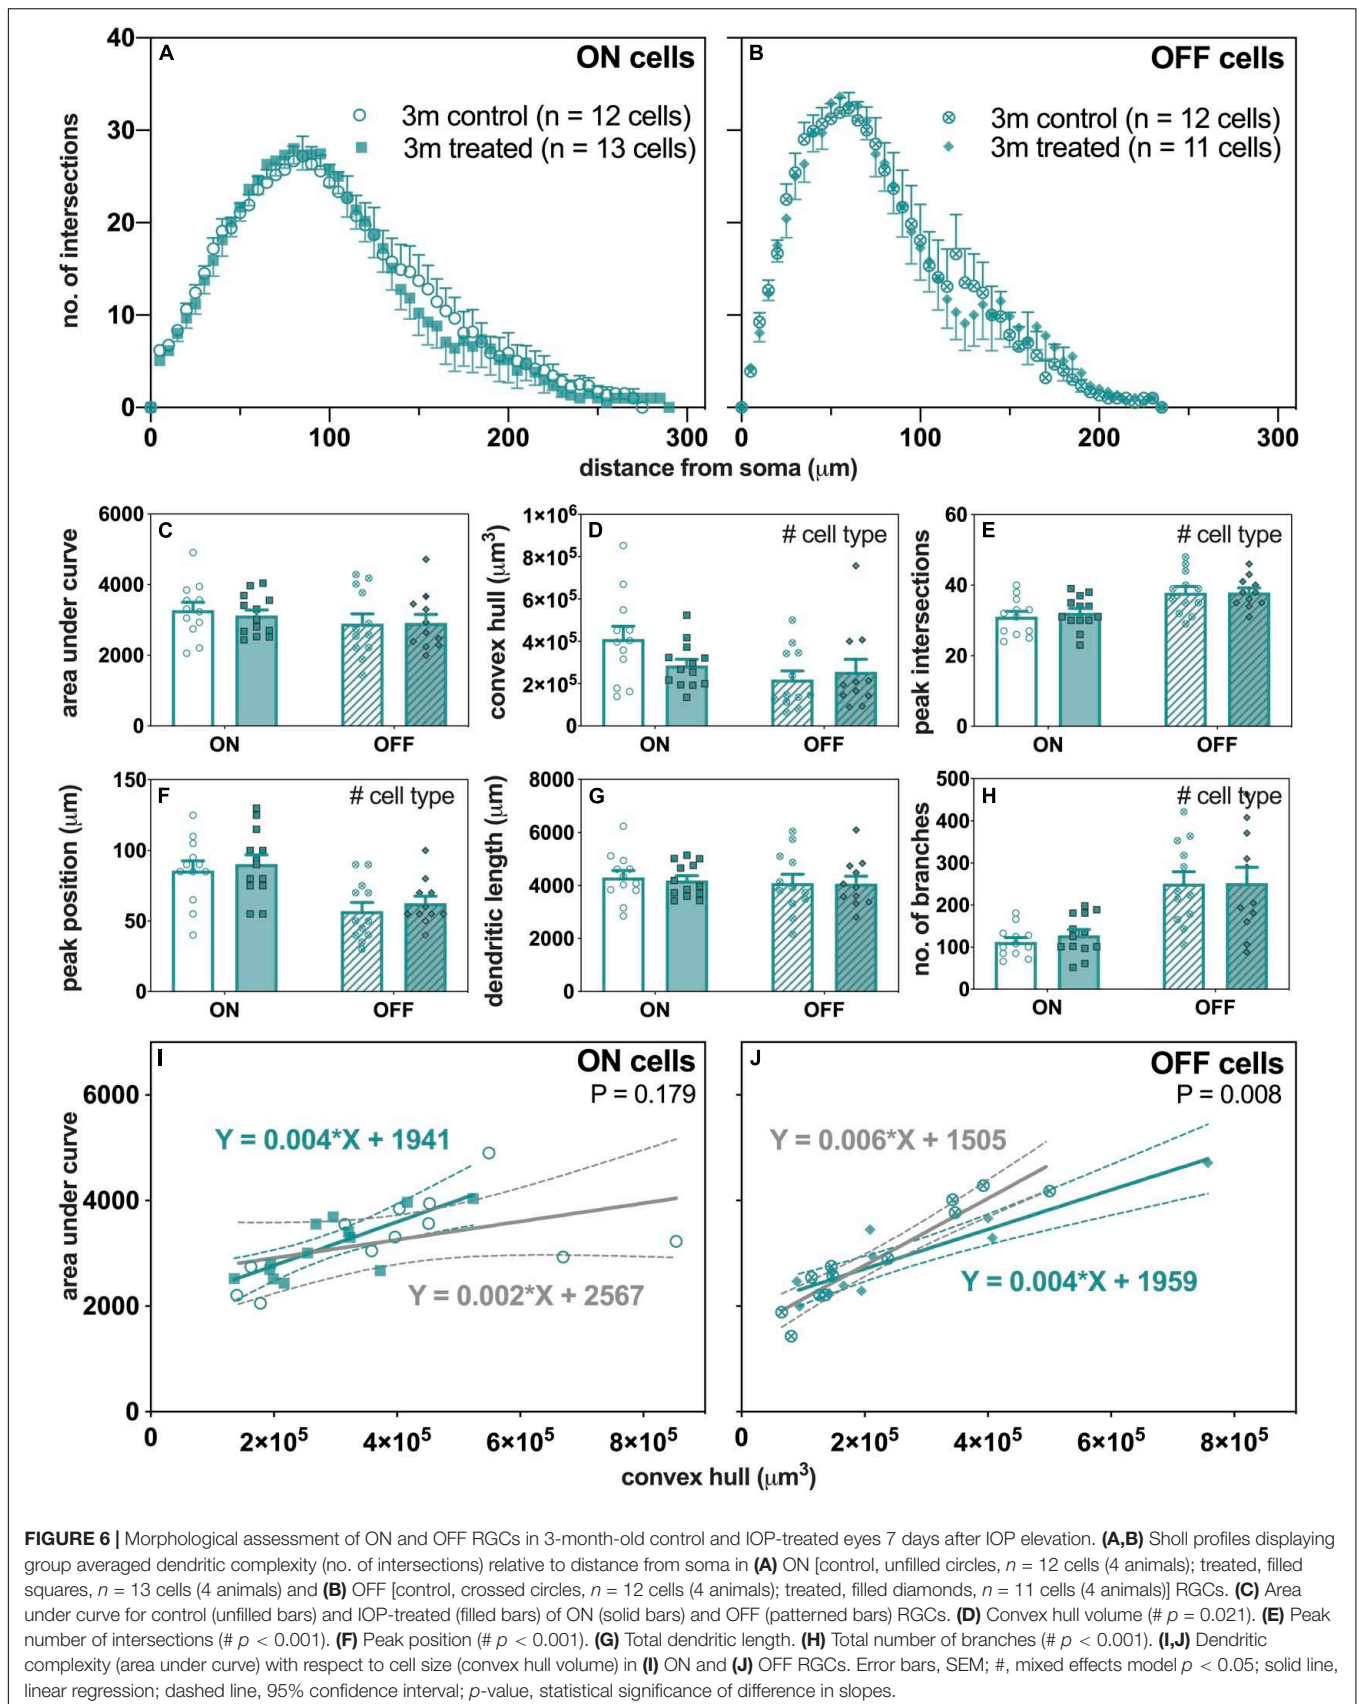 A
ON cells
3m control (n = 12 cells)
3m treated (n = 13 cells)
40
30
20
10
0
no. of intersections
0
100
200
300
B
OFF cells
3m control (n = 12 cells)
3m treated (n = 11 cells)
0
100
200
300
distance from soma (μm)
C
6000
4000
2000
0
area under curve
ON
OFF
D
# cell type
1×10⁶
8×10⁵
6×10⁵
4×10⁵
2×10⁵
0
convex hull (μm³)
ON
OFF
E
# cell type
60
40
20
0
peak intersections
ON
OFF
F
# cell type
150
100
50
0
peak position (μm)
ON
OFF
G
8000
6000
4000
2000
0
dendritic length (μm)
ON
OFF
H
# cell type
500
400
300
200
100
0
no. of branches
ON
OFF
I
ON cells
P = 0.179
Y = 0.004*X + 1941
Y = 0.002*X + 2567
6000
4000
2000
0
area under curve
0
2×10⁵
4×10⁵
6×10⁵
8×10⁵
J
OFF cells
P = 0.008
Y = 0.006*X + 1505
Y = 0.004*X + 1959
0
2×10⁵
4×10⁵
6×10⁵
8×10⁵
convex hull (μm³)
FIGURE 6 | Morphological assessment of ON and OFF RGCs in 3-month-old control and IOP-treated eyes 7 days after IOP elevation. (A,B) Sholl profiles displaying
group averaged dendritic complexity (no. of intersections) relative to distance from soma in (A) ON [control, unfilled circles, n = 12 cells (4 animals); treated, filled
squares, n = 13 cells (4 animals) and (B) OFF [control, crossed circles, n = 12 cells (4 animals); treated, filled diamonds, n = 11 cells (4 animals)] RGCs. (C) Area
under curve for control (unfilled bars) and IOP-treated (filled bars) of ON (solid bars) and OFF (patterned bars) RGCs. (D) Convex hull volume (# p = 0.021). (E) Peak
number of intersections (# p < 0.001). (F) Peak position (# p < 0.001). (G) Total dendritic length. (H) Total number of branches (# p < 0.001). (I,J) Dendritic
complexity (area under curve) with respect to cell size (convex hull volume) in (I) ON and (J) OFF RGCs. Error bars, SEM; #, mixed effects model p < 0.05; solid line,
linear regression; dashed line, 95% confidence interval; p-value, statistical significance of difference in slopes.